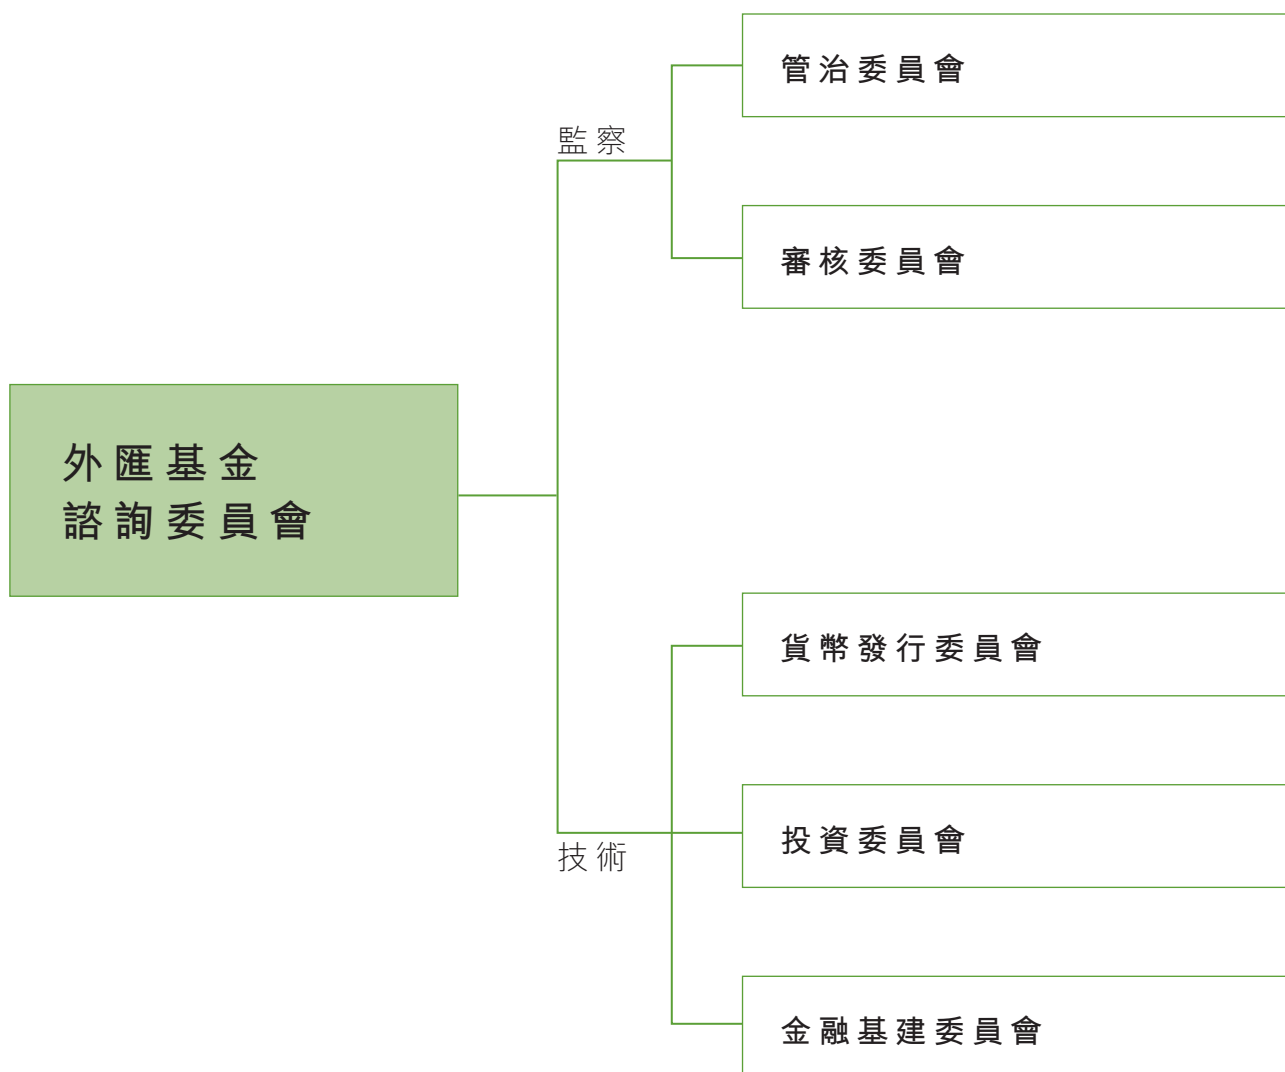 管治委員會
監察
審核委員會
外匯基金
諮詢委員會
貨幣發行委員會
投資委員會
技術
金融基建委員會